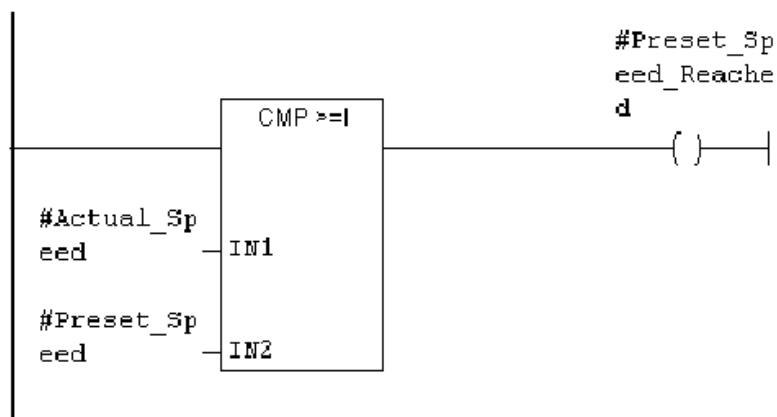 #Preset_Sp
eed_Reache
d
CMP >=I
#Actual_Sp
eed
IN1
#Preset_Sp
eed
IN2